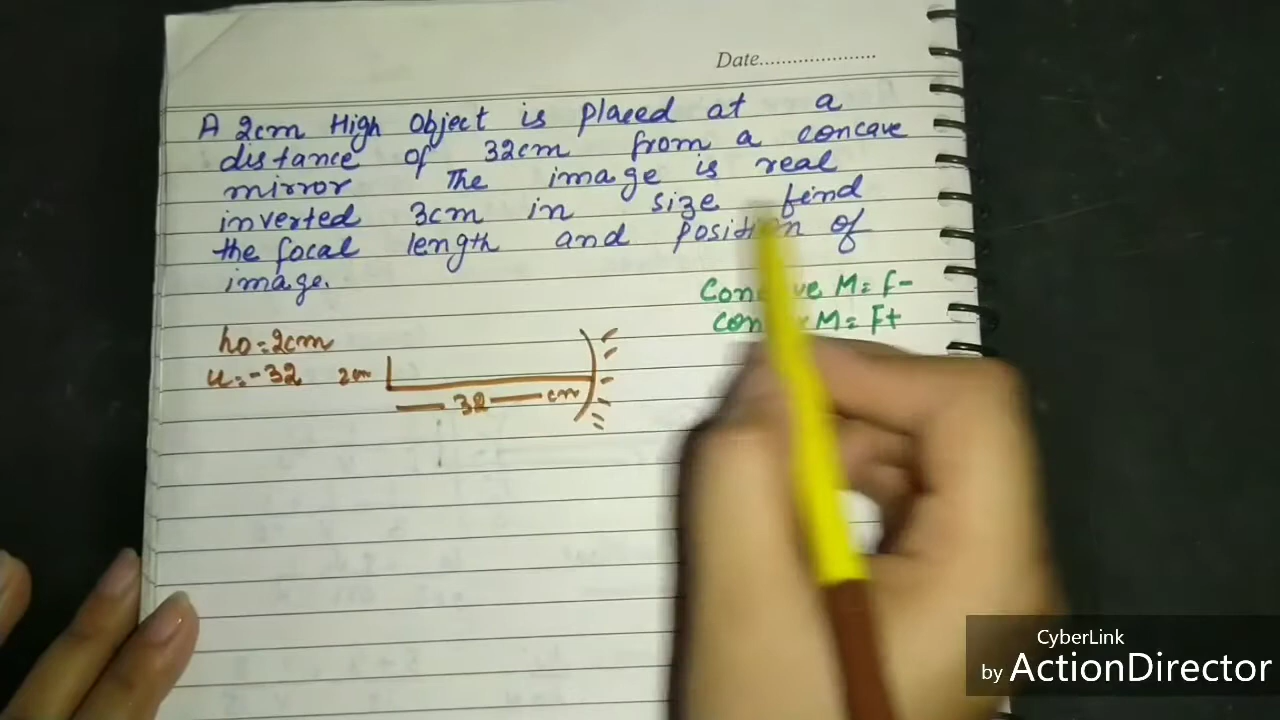 Date.....................
A 2cm High Object is placed at a
distance of 32cm from a concave
mirror The image is real
inverted 3cm in size find
the focal length and position of
image.
M= f-
M= F+
ho=2cm
u=-32 2cm
32 cm
CyberLink
by ActionDirector